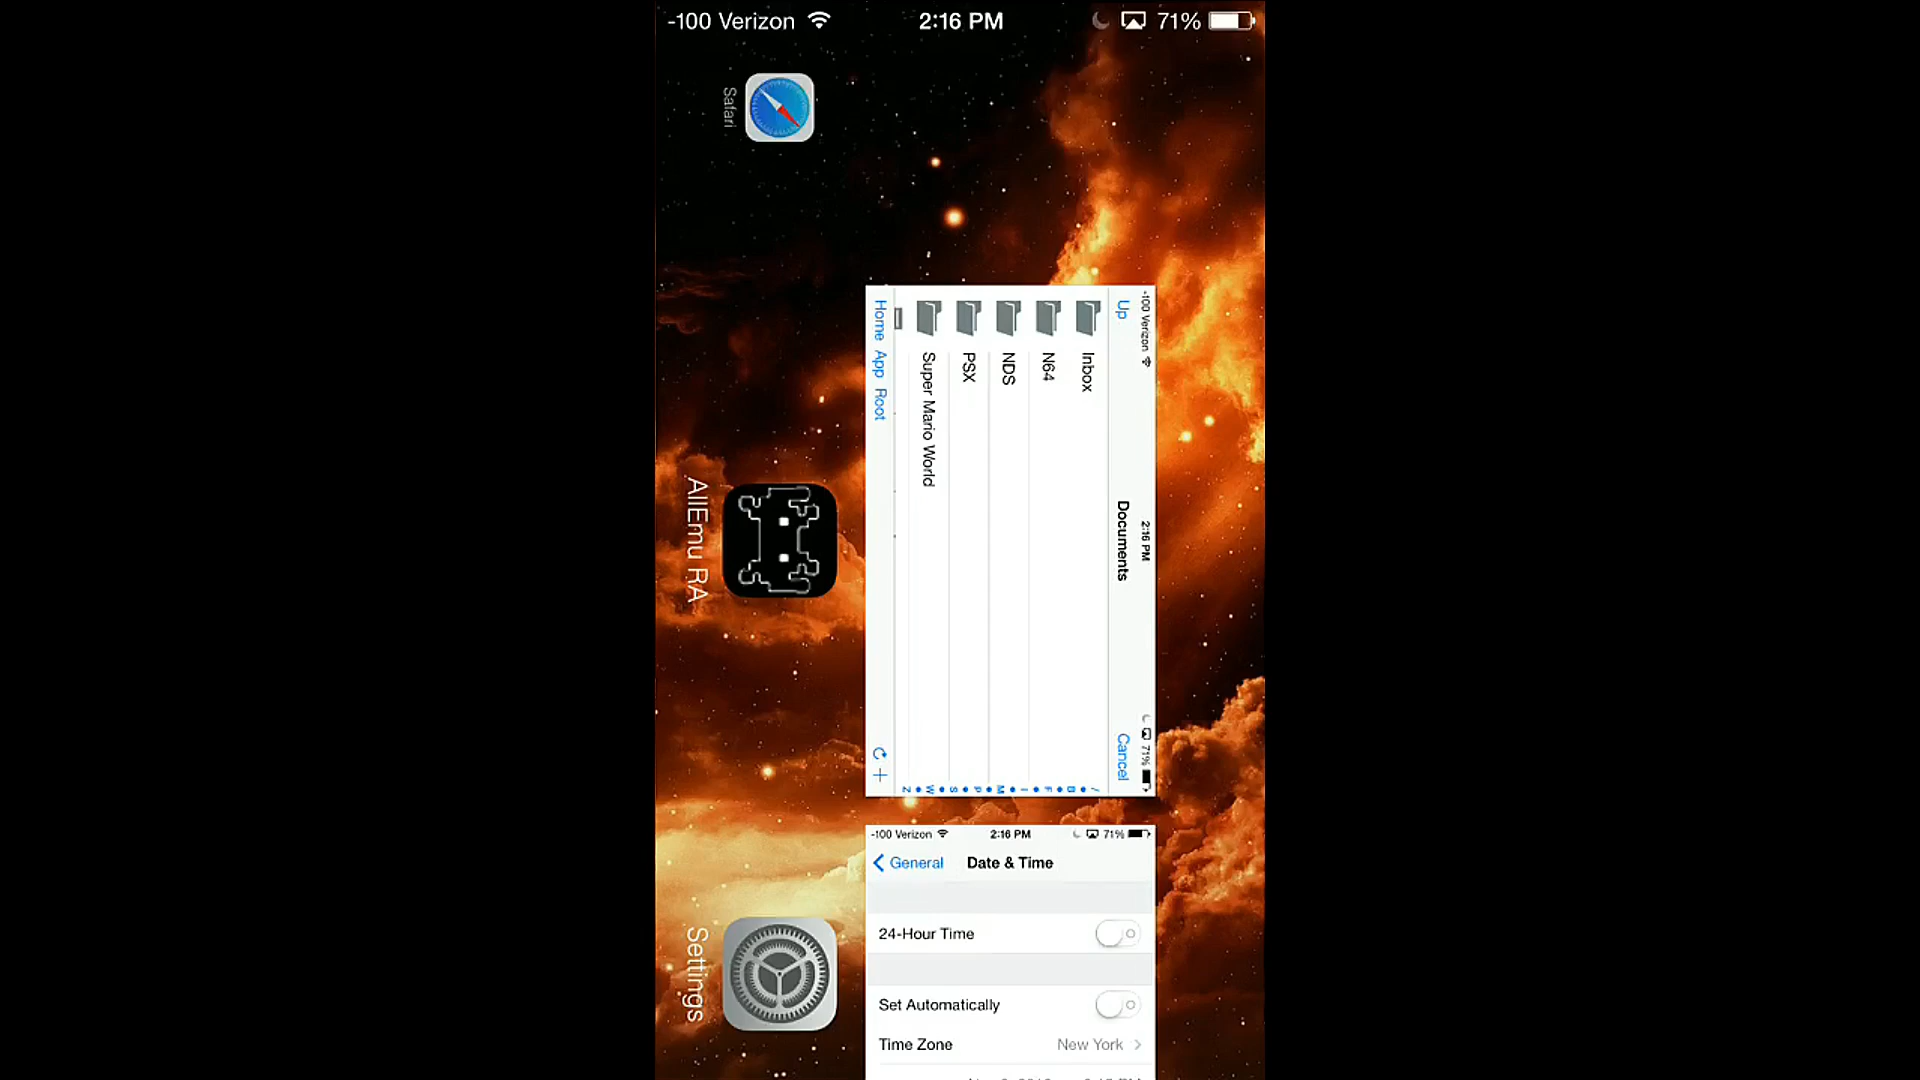 -100 Verizon 2:16 PM 71%
Safari
AllEmu RA
Settings
-100 Verizon 2:16 PM 71%
Up Documents Cancel
Inbox
N64
NDS
PSX
Super Mario World
Home App Root
/ B F I M P S W Z
-100 Verizon 2:16 PM 71%
General Date & Time
24-Hour Time
Set Automatically
Time Zone New York